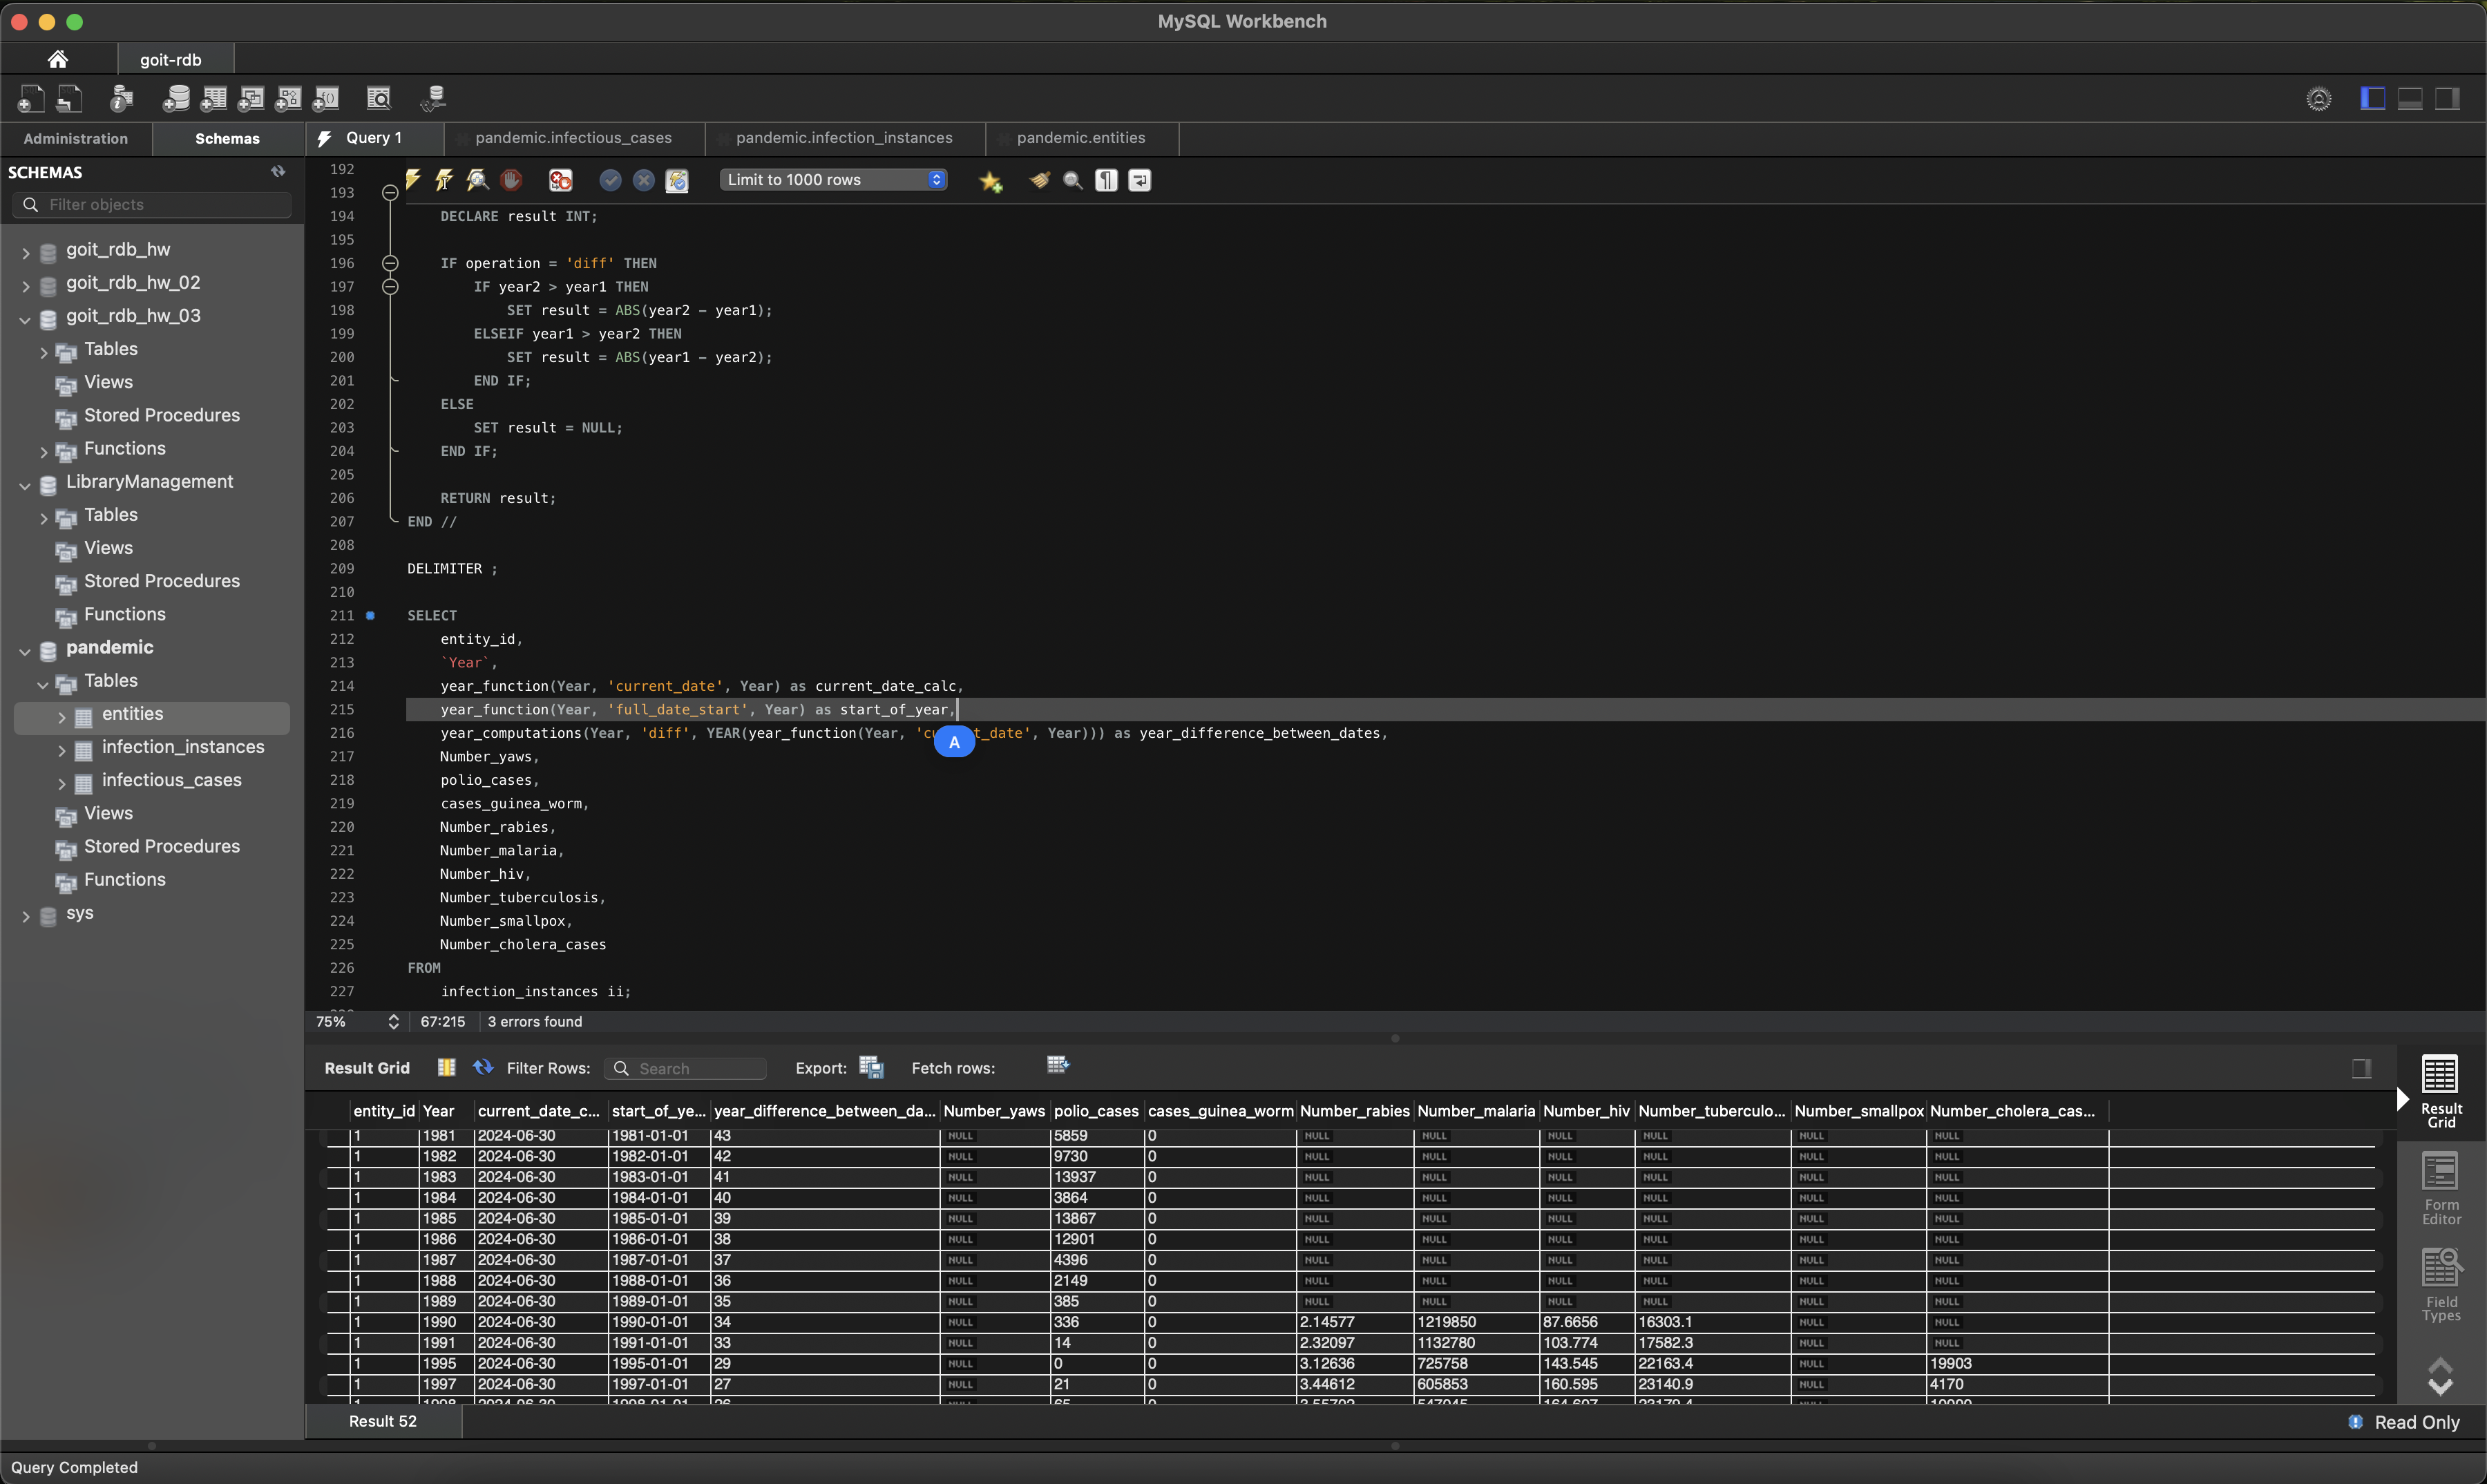 MySQL Workbench
goit-rdb
Administration
Schemas
Query 1
pandemic.infectious_cases
pandemic.infection_instances
pandemic.entities
SCHEMAS
Filter objects
goit_rdb_hw
goit_rdb_hw_02
goit_rdb_hw_03
Tables
Views
Stored Procedures
Functions
LibraryManagement
Tables
Views
Stored Procedures
Functions
pandemic
Tables
entities
infection_instances
infectious_cases
Views
Stored Procedures
Functions
sys
Limit to 1000 rows
192
193
194 DECLARE result INT;
195
196 IF operation = 'diff' THEN
197 IF year2 > year1 THEN
198 SET result = ABS(year2 - year1);
199 ELSEIF year1 > year2 THEN
200 SET result = ABS(year1 - year2);
201 END IF;
202 ELSE
203 SET result = NULL;
204 END IF;
205
206 RETURN result;
207 END //
208
209 DELIMITER ;
210
211 SELECT
212 entity_id,
213 `Year`,
214 year_function(Year, 'current_date', Year) as current_date_calc,
215 year_function(Year, 'full_date_start', Year) as start_of_year,
216 year_computations(Year, 'diff', YEAR(year_function(Year, 'cu t_date', Year))) as year_difference_between_dates,
A
217 Number_yaws,
218 polio_cases,
219 cases_guinea_worm,
220 Number_rabies,
221 Number_malaria,
222 Number_hiv,
223 Number_tuberculosis,
224 Number_smallpox,
225 Number_cholera_cases
226 FROM
227 infection_instances ii;
75% 67:215 3 errors found
Result Grid Filter Rows: Search Export: Fetch rows:
entity_id Year current_date_c... start_of_ye... year_difference_between_da... Number_yaws polio_cases cases_guinea_worm Number_rabies Number_malaria Number_hiv Number_tuberculo... Number_smallpox Number_cholera_cas...
1 1981 2024-06-30 1981-01-01 43 NULL 5859 0 NULL NULL NULL NULL NULL NULL
1 1982 2024-06-30 1982-01-01 42 NULL 9730 0 NULL NULL NULL NULL NULL NULL
1 1983 2024-06-30 1983-01-01 41 NULL 13937 0 NULL NULL NULL NULL NULL NULL
1 1984 2024-06-30 1984-01-01 40 NULL 3864 0 NULL NULL NULL NULL NULL NULL
1 1985 2024-06-30 1985-01-01 39 NULL 13867 0 NULL NULL NULL NULL NULL NULL
1 1986 2024-06-30 1986-01-01 38 NULL 12901 0 NULL NULL NULL NULL NULL NULL
1 1987 2024-06-30 1987-01-01 37 NULL 4396 0 NULL NULL NULL NULL NULL NULL
1 1988 2024-06-30 1988-01-01 36 NULL 2149 0 NULL NULL NULL NULL NULL NULL
1 1989 2024-06-30 1989-01-01 35 NULL 385 0 NULL NULL NULL NULL NULL NULL
1 1990 2024-06-30 1990-01-01 34 NULL 336 0 2.14577 1219850 87.6656 16303.1 NULL NULL
1 1991 2024-06-30 1991-01-01 33 NULL 14 0 2.32097 1132780 103.774 17582.3 NULL NULL
1 1995 2024-06-30 1995-01-01 29 NULL 0 0 3.12636 725758 143.545 22163.4 NULL 19903
1 1997 2024-06-30 1997-01-01 27 NULL 21 0 3.44612 605853 160.595 23140.9 NULL 4170
Result Grid
Form Editor
Field Types
Result 52
Read Only
Query Completed